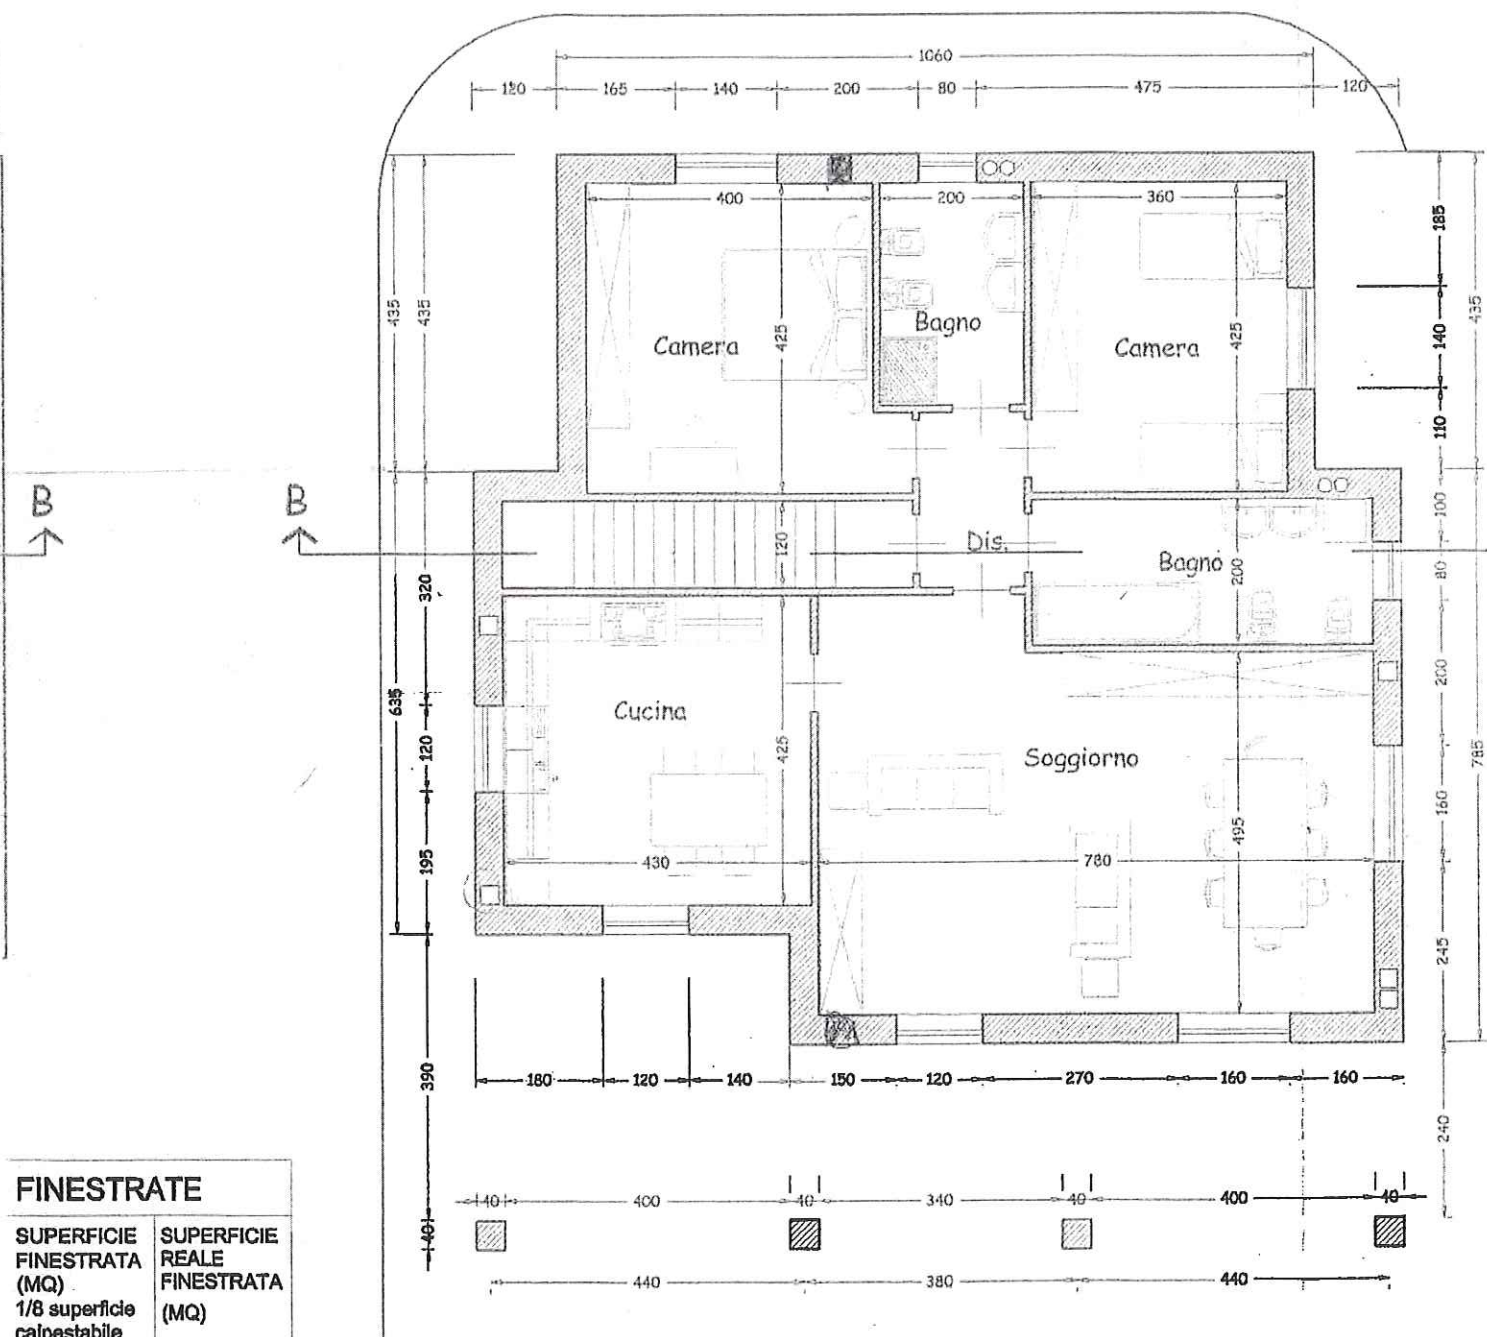 1060
120 165 140 200 80 475 120
400 200 360
435 435 425 425 185 140 110 435
Camera Bagno Camera
B B
120 Dis. Bagno 200 100 80
320 635 120 195
Cucina 425 430
Soggiorno 495 780
200 160 245 785
390
180 120 140 150 120 270 160 160
240
40 400 40 340 40 400 40
40
440 380 440
FINESTRATE
SUPERFICIE
FINESTRATA
(MQ)
1/8 superficie
calpestabile
SUPERFICIE
REALE
FINESTRATA
(MQ)